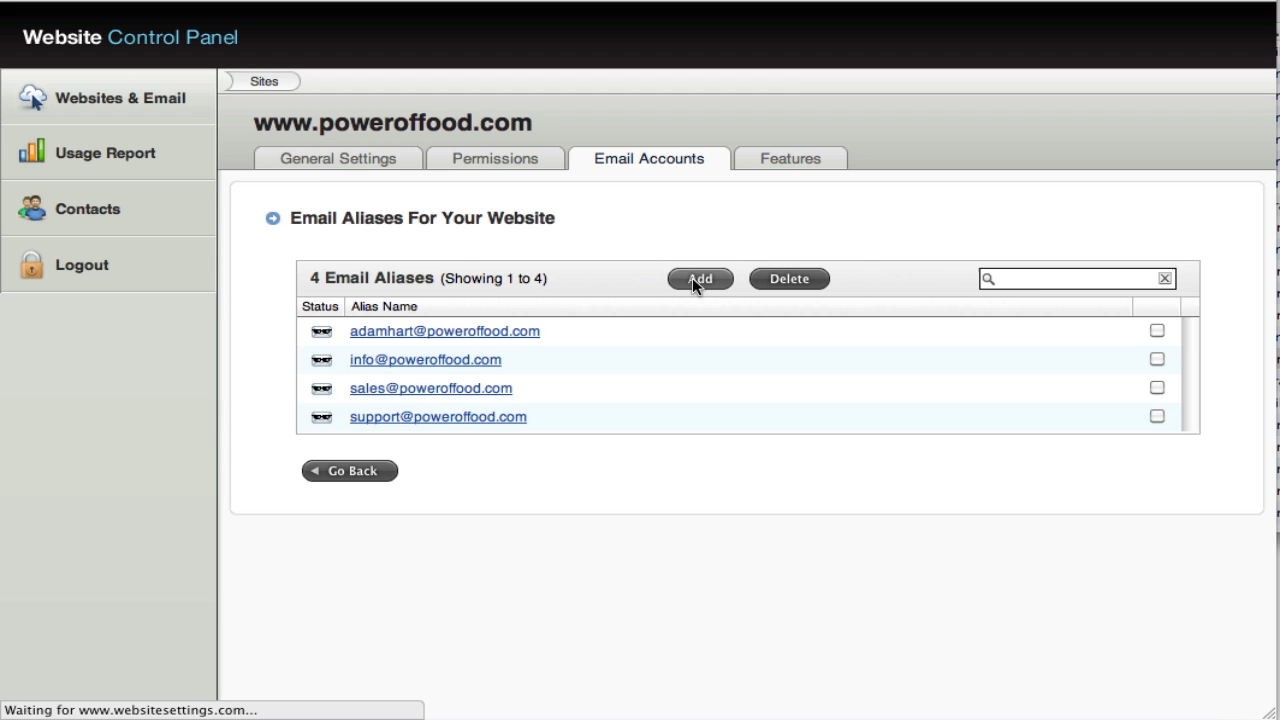 Website Control Panel
Websites & Email
Usage Report
Contacts
Logout
Sites
www.poweroffood.com
General Settings
Permissions
Email Accounts
Features
Email Aliases For Your Website
4 Email Aliases (Showing 1 to 4)
Add
Delete
Status
Alias Name
adamhart@poweroffood.com
info@poweroffood.com
sales@poweroffood.com
support@poweroffood.com
Go Back
Waiting for www.websitesettings.com...